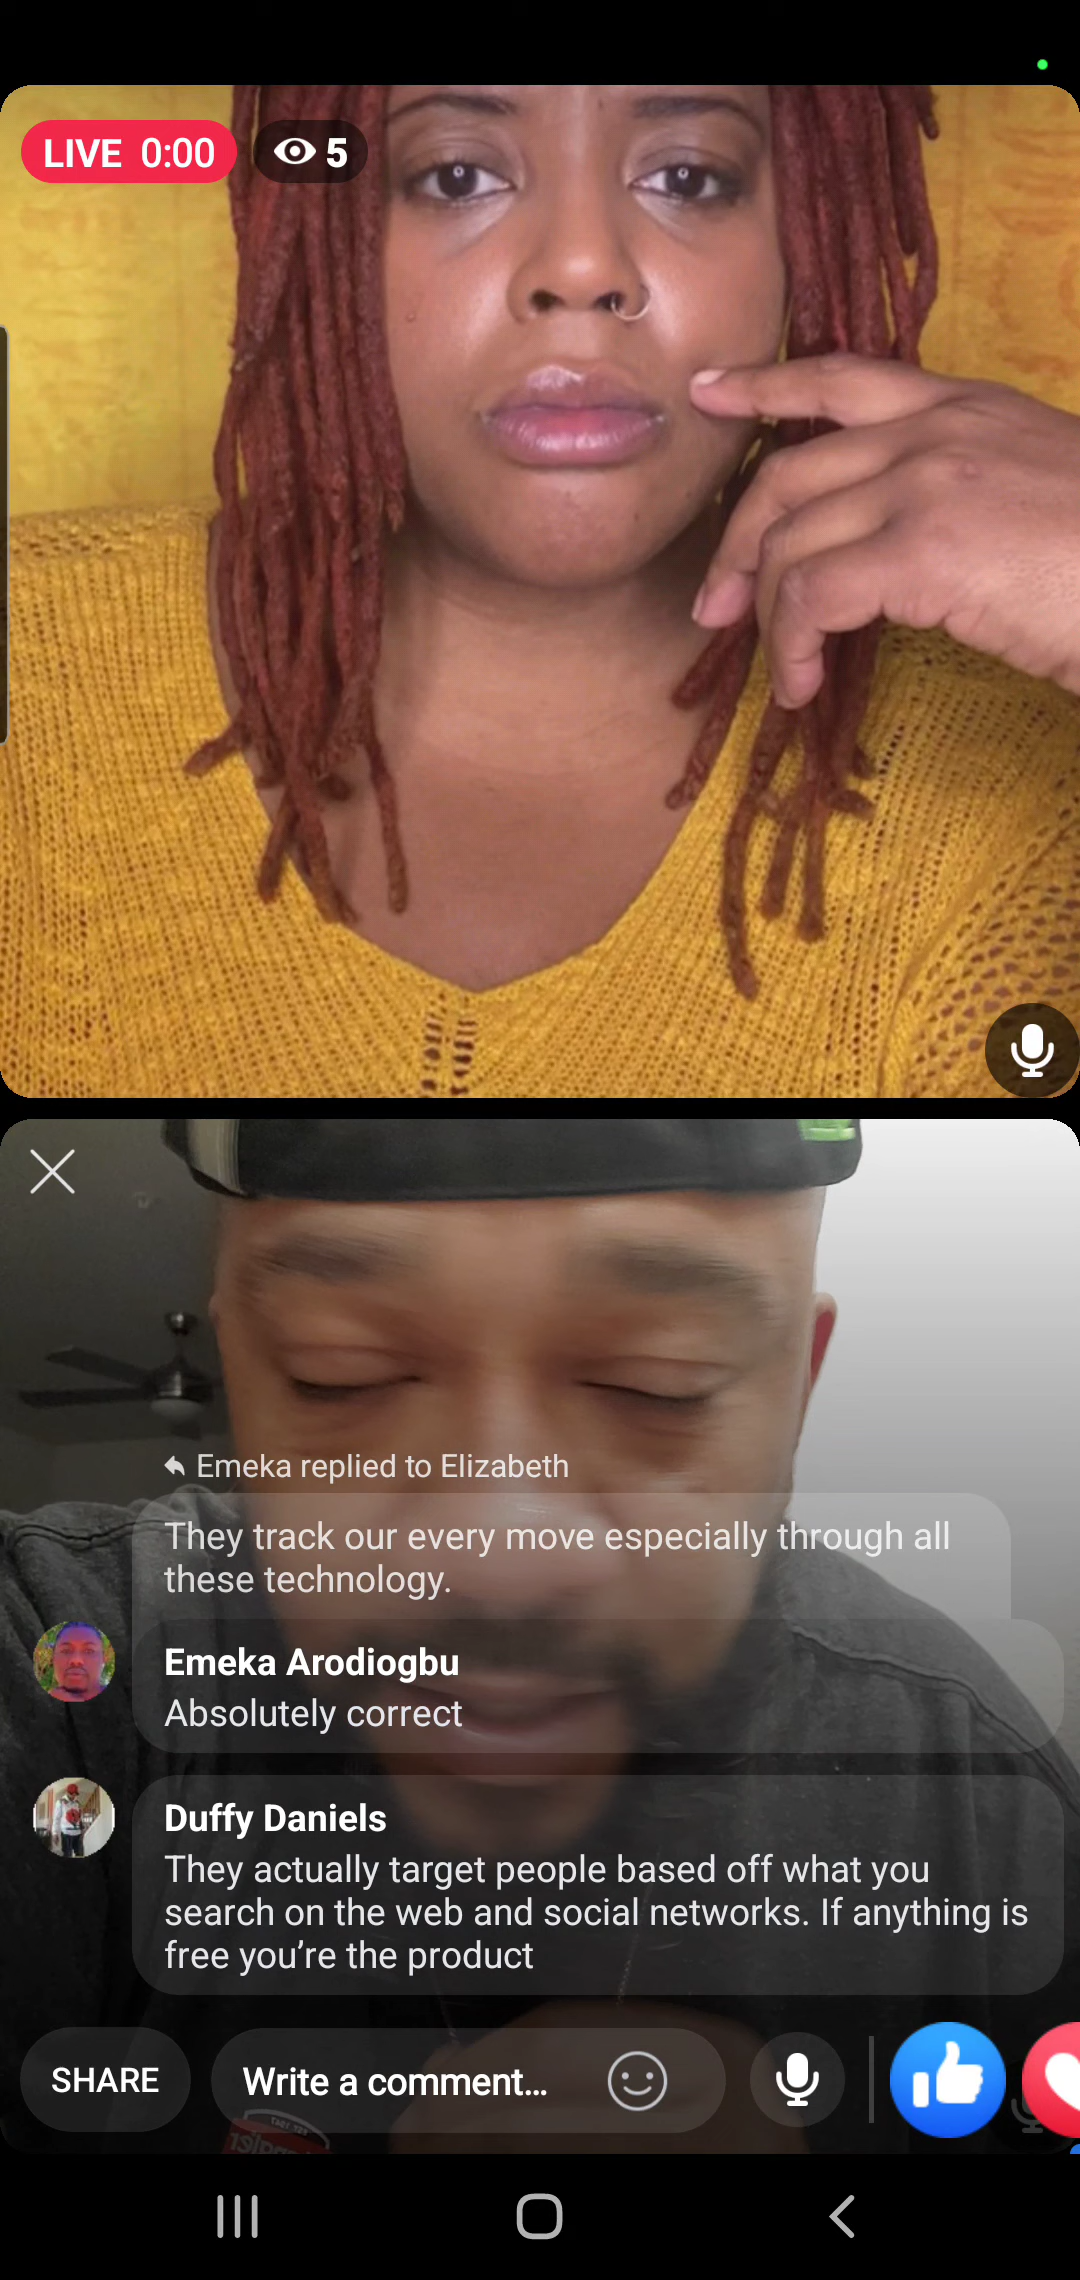 LIVE 0:00 5
Emeka replied to Elizabeth
They track our every move especially through all
these technology.
Emeka Arodiogbu
Absolutely correct
Duffy Daniels
They actually target people based off what you
search on the web and social networks. If anything is
free you’re the product
SHARE
Write a comment...